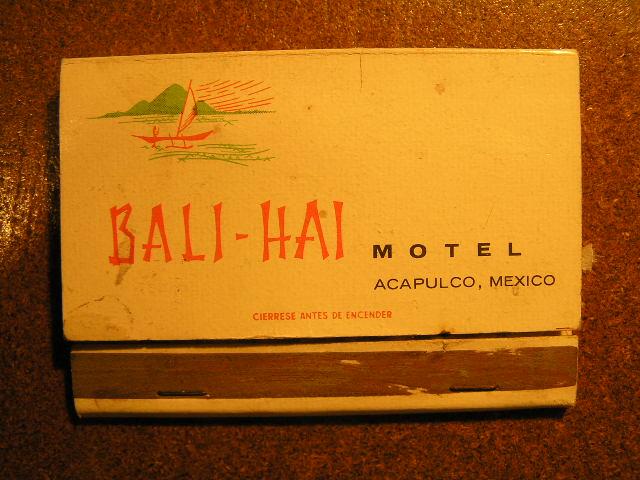 BALI-HAI MOTEL
ACAPULCO, MEXICO
CIERRESE ANTES DE ENCENDER